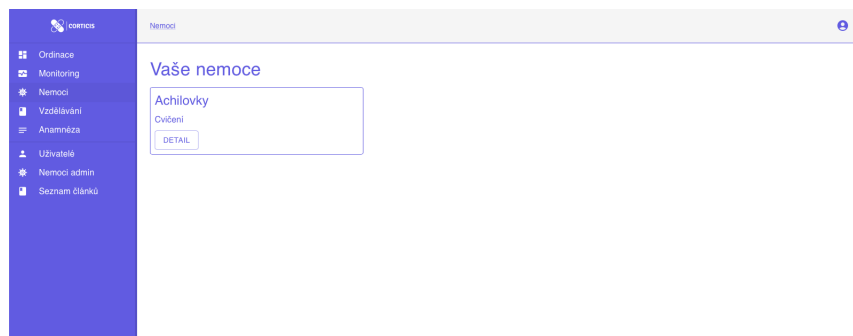 CORTICIS
Nemoci
Ordinace
Monitoring
Nemoci
Vzdělávání
Anamnéza
Uživatelé
Nemoci admin
Seznam článků
Vaše nemoce
Achilovky
Cvičení
DETAIL